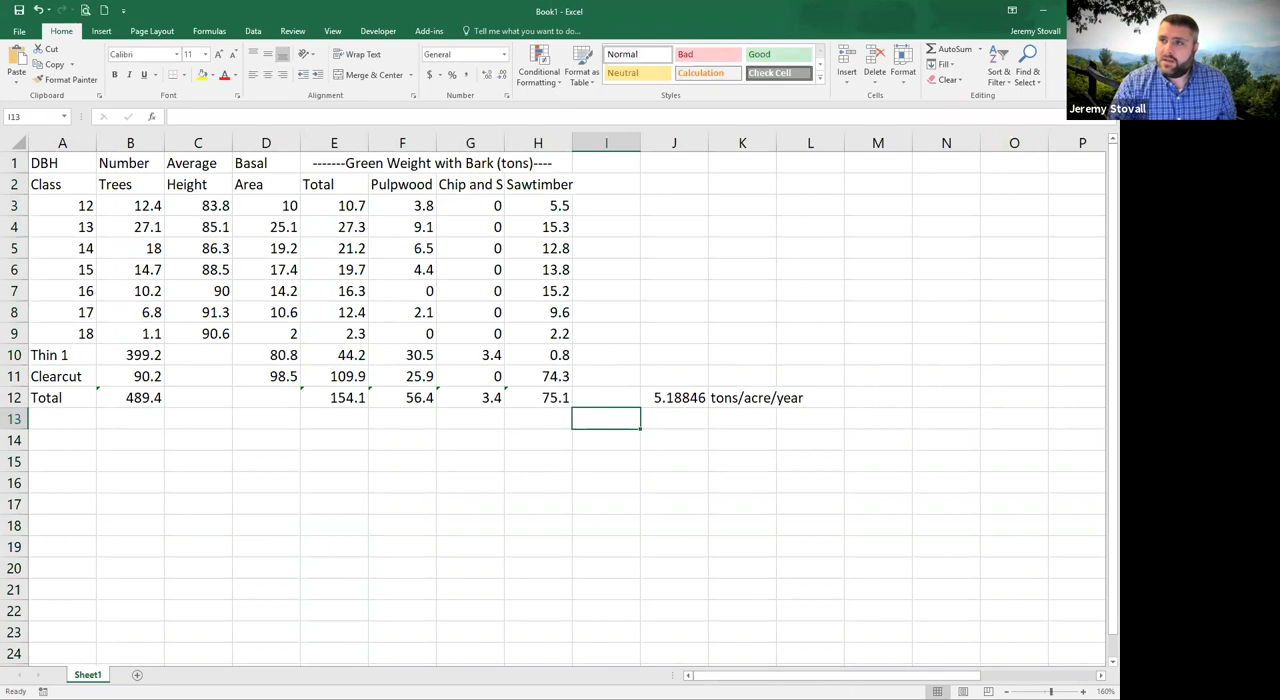 Book1 - Excel
File Home Insert Page Layout Formulas Data Review View Developer Add-ins Tell me what you want to do... Jeremy Stovall
Paste
Cut
Copy
Format Painter
Clipboard
Calibri 11
B I U
Font
Wrap Text
Merge & Center
Alignment
General
$ % ,
Number
Conditional Formatting
Format as Table
Normal Bad Good
Neutral Calculation Check Cell
Styles
Insert Delete Format
Cells
AutoSum
Fill
Clear
Sort & Filter
Find & Select
Editing
Jeremy Stovall
I13 fx
A B C D E F G H I J K L M N O P
1 DBH Number Average Basal -------Green Weight with Bark (tons)----
2 Class Trees Height Area Total Pulpwood Chip and S Sawtimber
3 12 12.4 83.8 10 10.7 3.8 0 5.5
4 13 27.1 85.1 25.1 27.3 9.1 0 15.3
5 14 18 86.3 19.2 21.2 6.5 0 12.8
6 15 14.7 88.5 17.4 19.7 4.4 0 13.8
7 16 10.2 90 14.2 16.3 0 0 15.2
8 17 6.8 91.3 10.6 12.4 2.1 0 9.6
9 18 1.1 90.6 2 2.3 0 0 2.2
10 Thin 1 399.2 80.8 44.2 30.5 3.4 0.8
11 Clearcut 90.2 98.5 109.9 25.9 0 74.3
12 Total 489.4 154.1 56.4 3.4 75.1 5.18846 tons/acre/year
13
14
15
16
17
18
19
20
21
22
23
24
Sheet1
Ready 160%